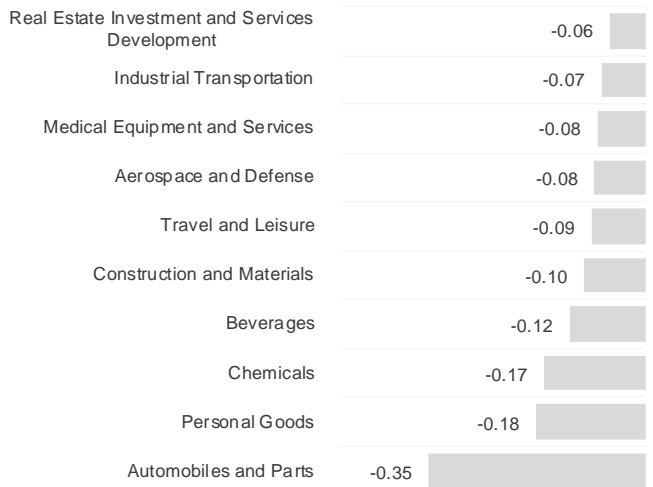 Real Estate Investment and Services
Development
-0.06
Industrial Transportation
-0.07
Medical Equipment and Services
-0.08
Aerospace and Defense
-0.08
Travel and Leisure
-0.09
Construction and Materials
-0.10
Beverages
-0.12
Chemicals
-0.17
Personal Goods
-0.18
Automobiles and Parts
-0.35